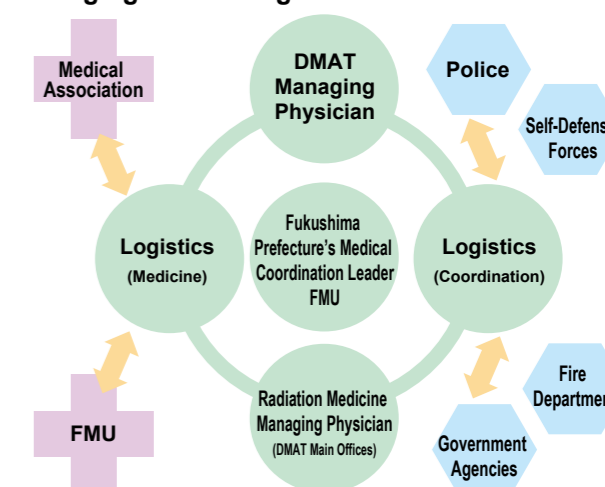 Medical
Association
DMAT
Managing
Physician
Police
Self-Defens
Forces
Logistics
(Medicine)
Fukushima
Prefecture's Medical
Coordination Leader
FMU
Logistics
(Coordination)
FMU
Radiation Medicine
Managing Physician
(DMAT Main Offices)
Fire
Departmen
Government
Agencies